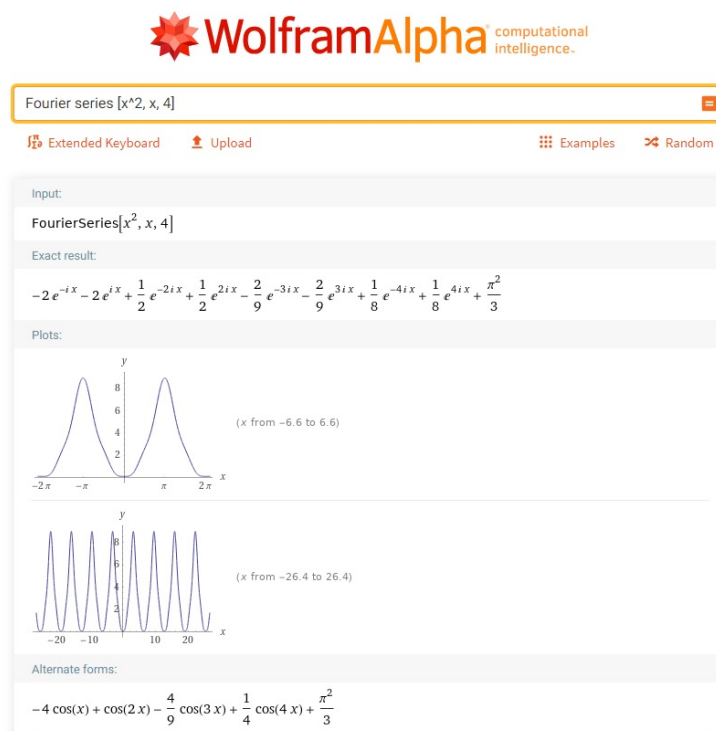 WolframAlpha computational intelligence.
Fourier series [x^2, x, 4]
Extended Keyboard Upload Examples Random
Input:
FourierSeries[x², x, 4]
Exact result:
−2 e^(−i x) − 2 e^(i x) + 1/2 e^(−2 i x) + 1/2 e^(2 i x) − 2/9 e^(−3 i x) − 2/9 e^(3 i x) + 1/8 e^(−4 i x) + 1/8 e^(4 i x) + π²/3
Plots:
y
8
6
4
2
(x from −6.6 to 6.6)
−2 π −π π 2 π x
y
8
6
4
2
(x from −26.4 to 26.4)
−20 −10 10 20 x
Alternate forms:
−4 cos(x) + cos(2 x) − 4/9 cos(3 x) + 1/4 cos(4 x) + π²/3